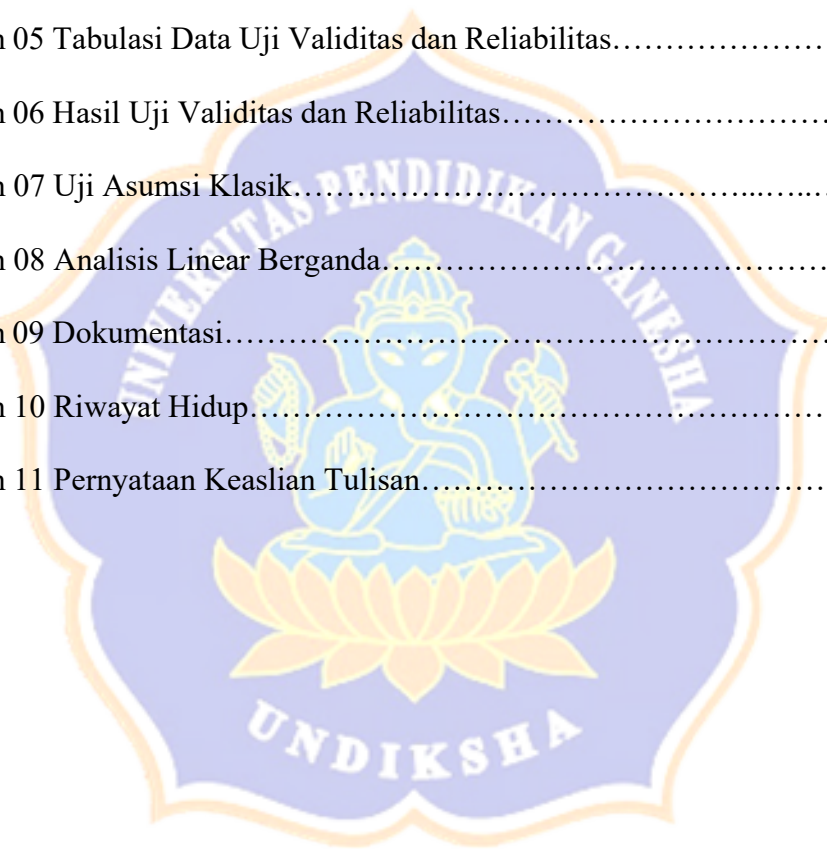 n 05 Tabulasi Data Uji Validitas dan Reliabilitas…………………
n 06 Hasil Uji Validitas dan Reliabilitas……………………………
n 07 Uji Asumsi Klasik……………………………………...…..…
n 08 Analisis Linear Berganda………………………………………
n 09 Dokumentasi………………………………………………………
n 10 Riwayat Hidup……………………………………………………
n 11 Pernyataan Keaslian Tulisan……………………………………
UNIVERSITAS PENDIDIKAN GANESHA
UNDIKSHA